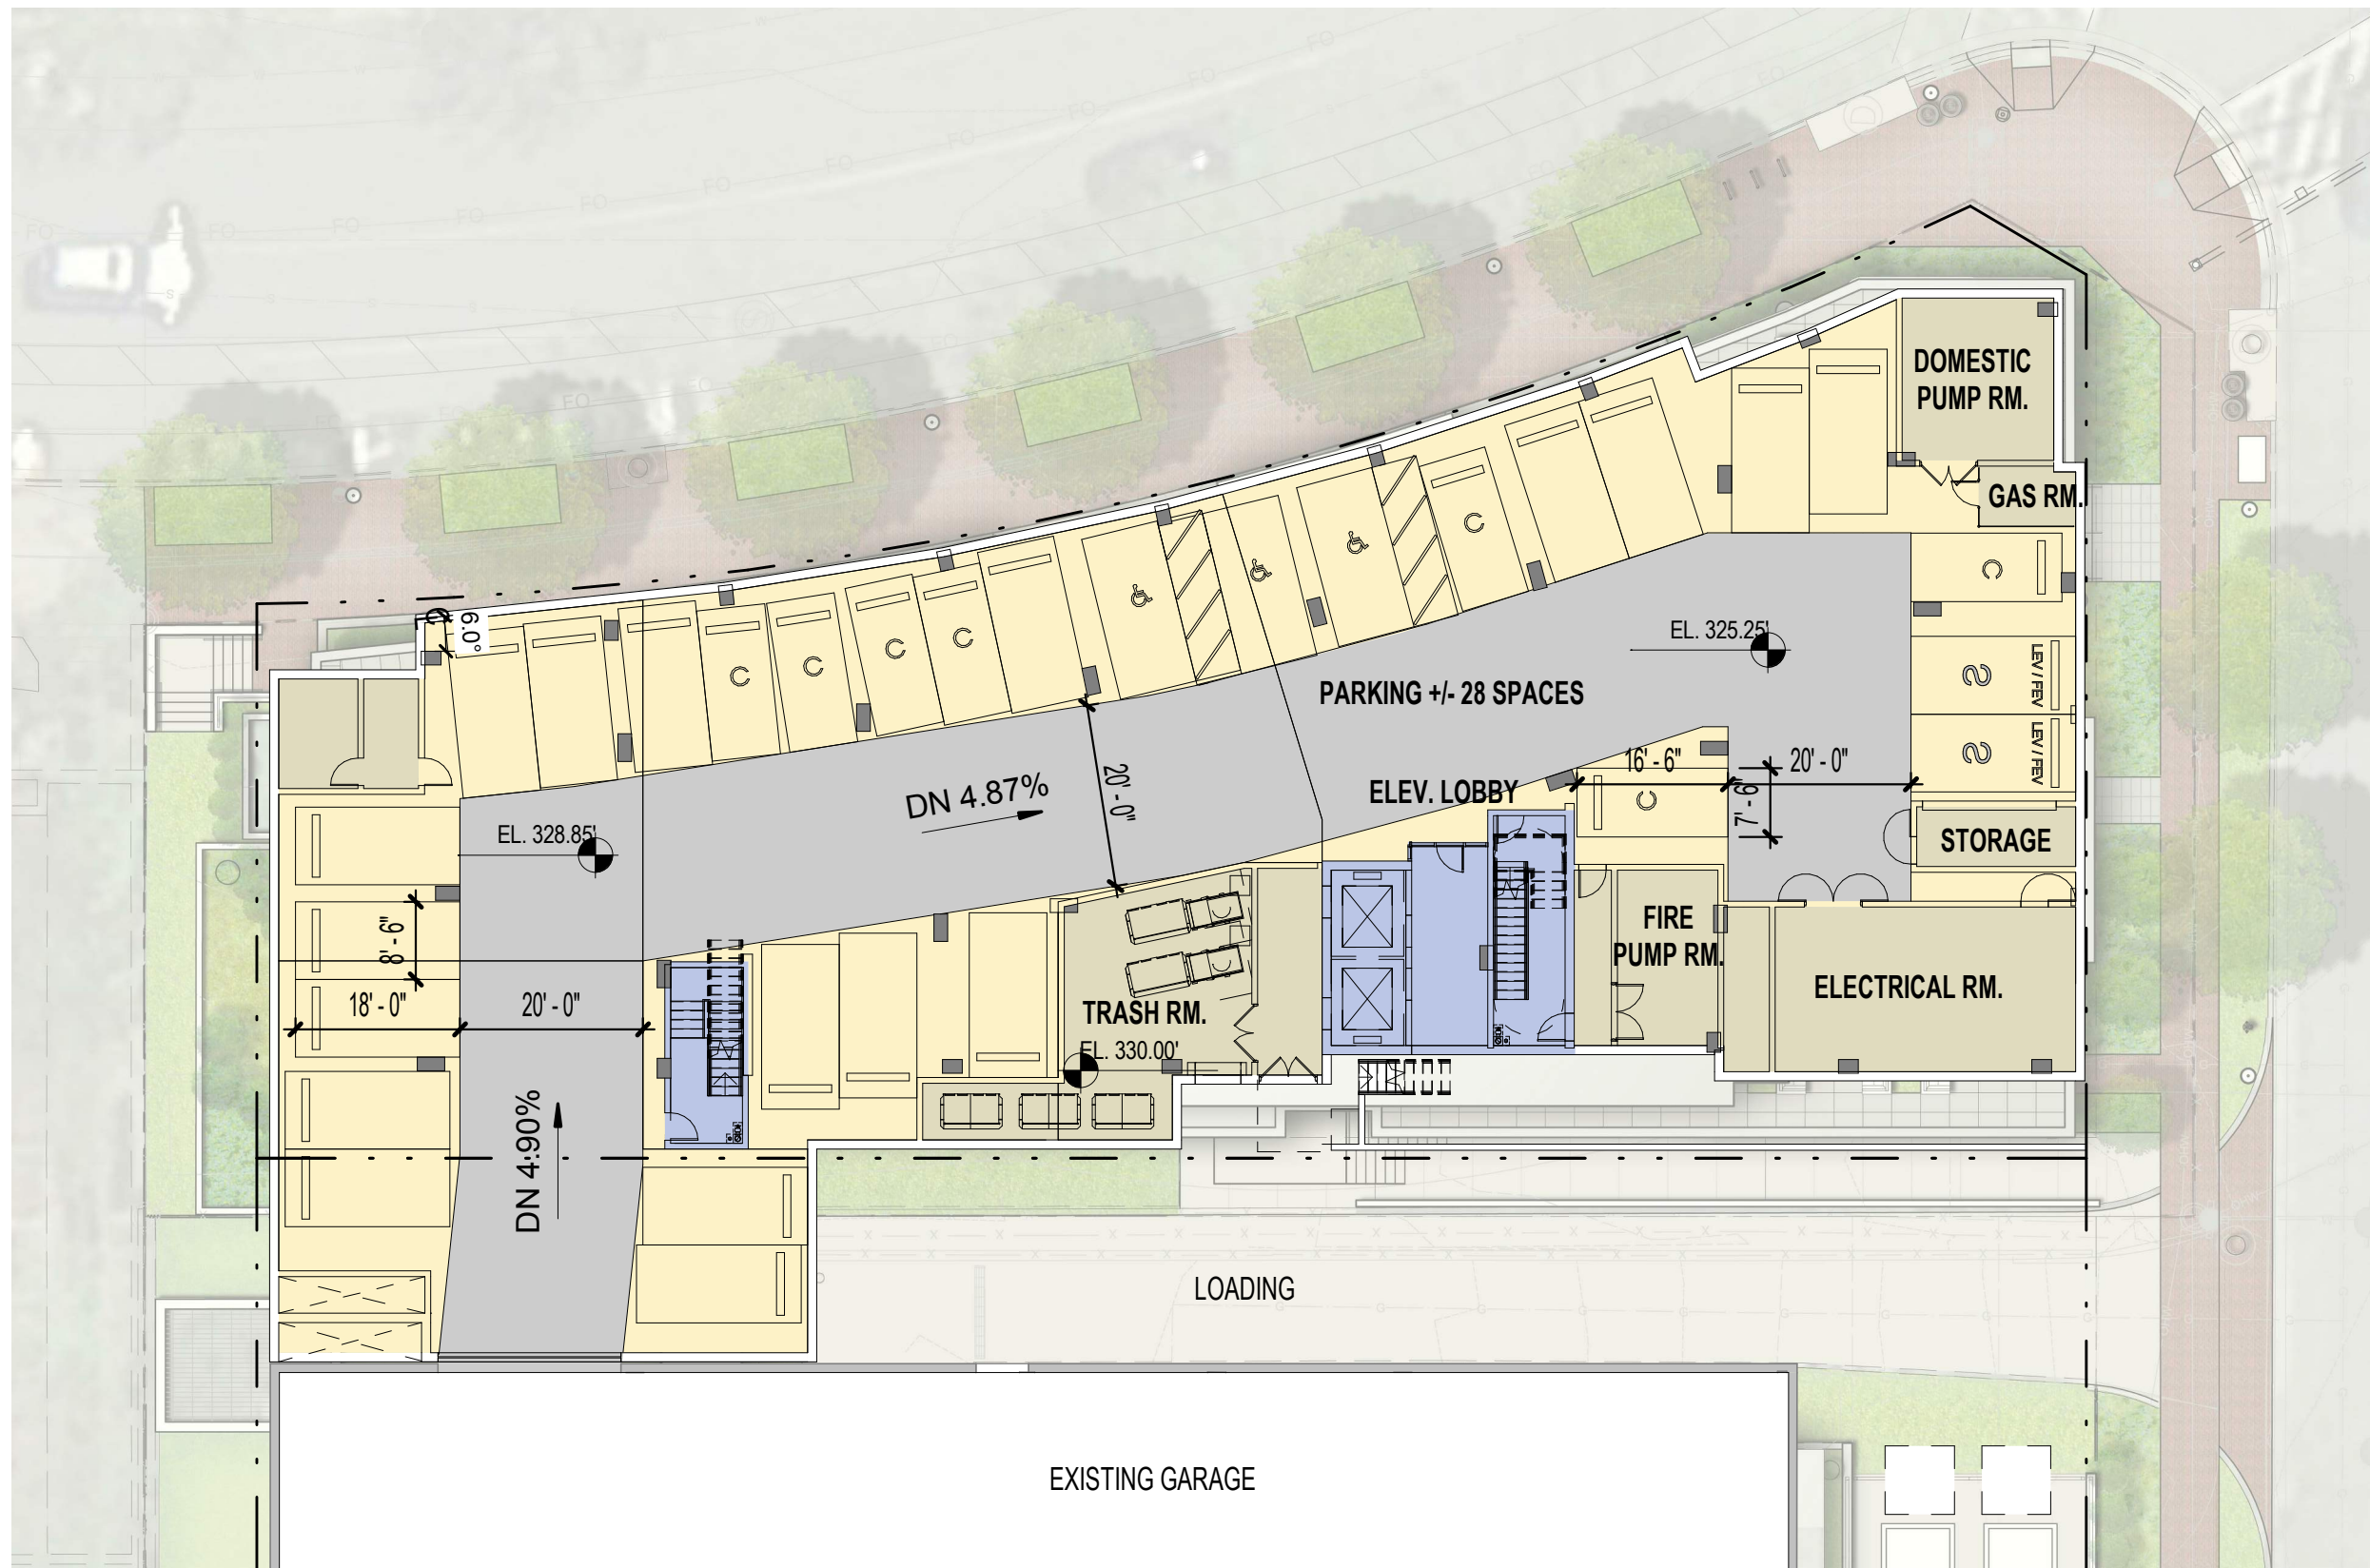 DOMESTIC
PUMP RM.
GAS RM.
6.0°
C
C
C
C
C
C
EL. 325.25'
PARKING +/- 28 SPACES
LEV / FEV
S
LEV / FEV
S
DN 4.87%
20' - 0"
ELEV. LOBBY
16' - 6"
20' - 0"
7' - 6"
C
STORAGE
EL. 328.85'
8' - 6"
18' - 0"
20' - 0"
FIRE
PUMP RM.
ELECTRICAL RM.
TRASH RM.
EL. 330.00'
DN 4.90%
LOADING
EXISTING GARAGE